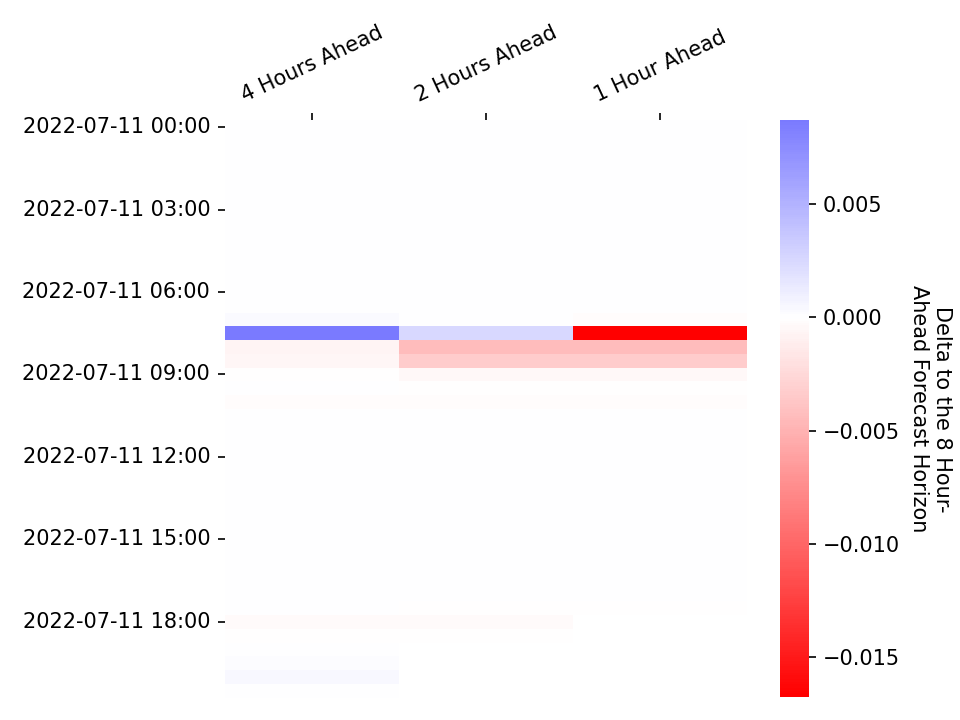 4 Hours Ahead
2 Hours Ahead
1 Hour Ahead
2022-07-11 00:00
2022-07-11 03:00
2022-07-11 06:00
2022-07-11 09:00
2022-07-11 12:00
2022-07-11 15:00
2022-07-11 18:00
0.005
0.000
−0.005
−0.010
−0.015
Delta to the 8 Hour-
Ahead Forecast Horizon